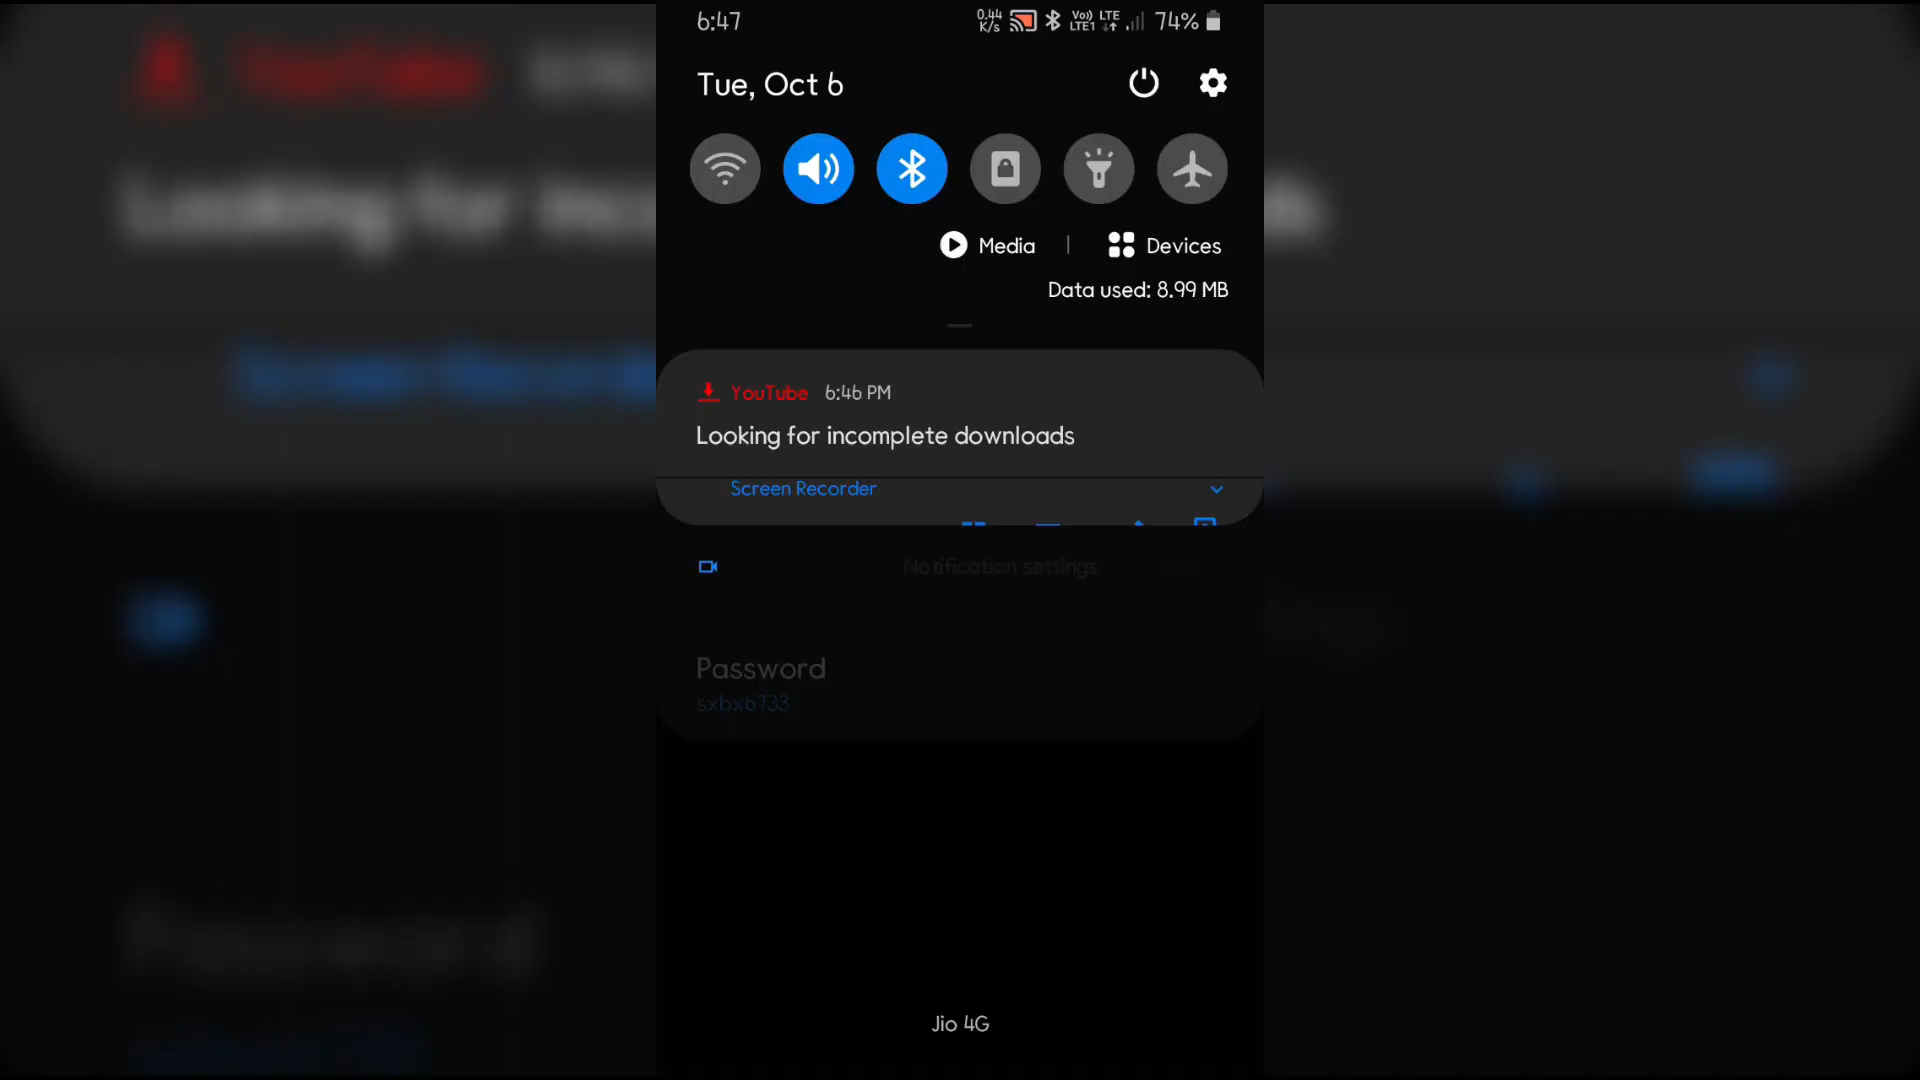 6:47
0.44 K/s Vo) LTE1 LTE 74%
Tue, Oct 6
Media | Devices
Data used: 8.99 MB
YouTube 6:46 PM
Looking for incomplete downloads
Screen Recorder
Notification settings
Password
sxbxb733
Jio 4G